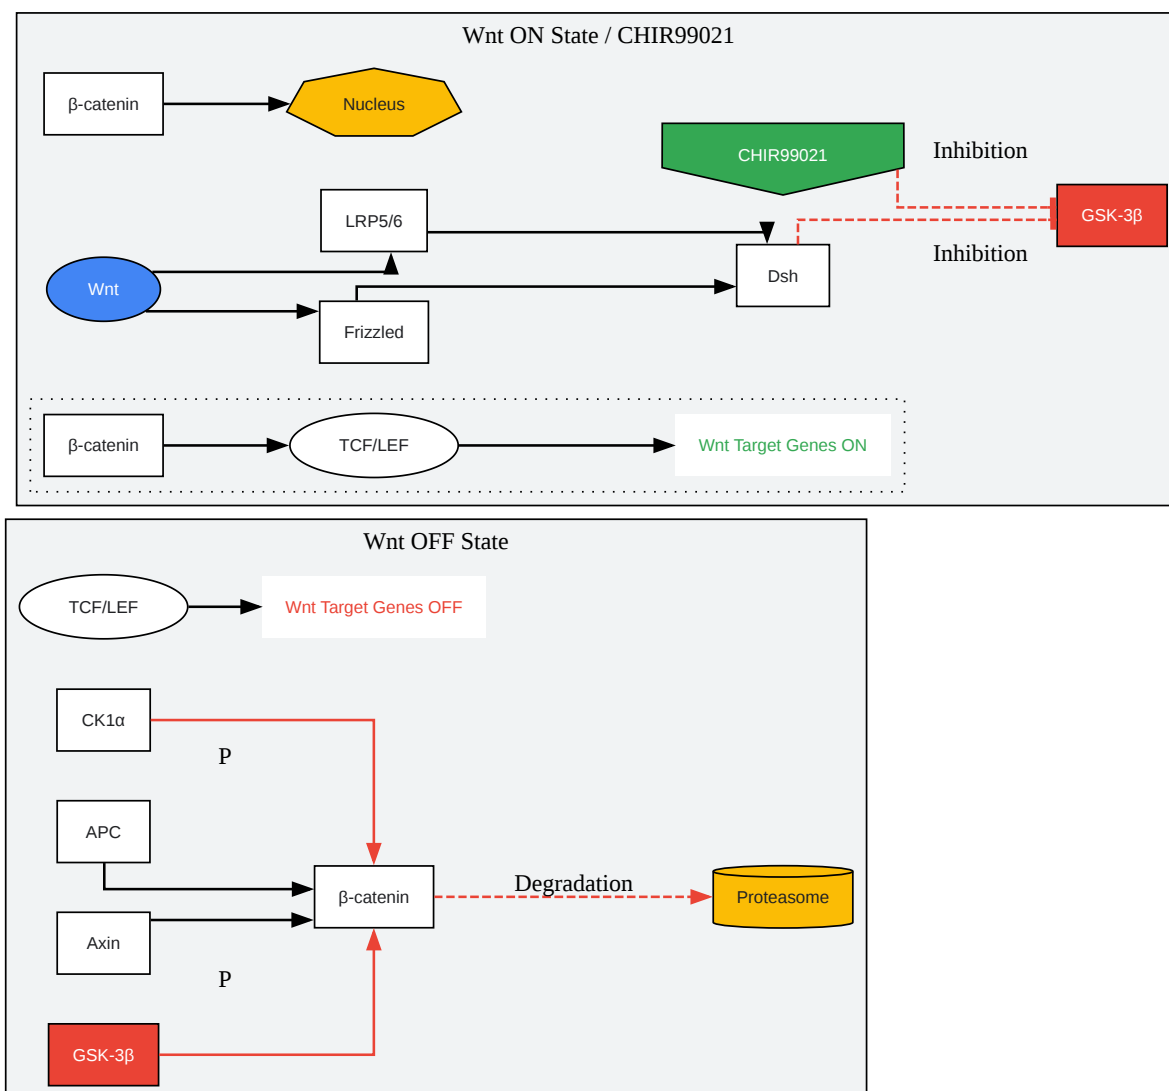 Wnt ON State / CHIR99021
β-catenin
Nucleus
CHIR99021
Inhibition
GSK-3β
LRP5/6
Inhibition
Dsh
Wnt
Frizzled
β-catenin
TCF/LEF
Wnt Target Genes ON
Wnt OFF State
TCF/LEF
Wnt Target Genes OFF
CK1α
P
APC
β-catenin
Degradation
Proteasome
Axin
P
GSK-3β